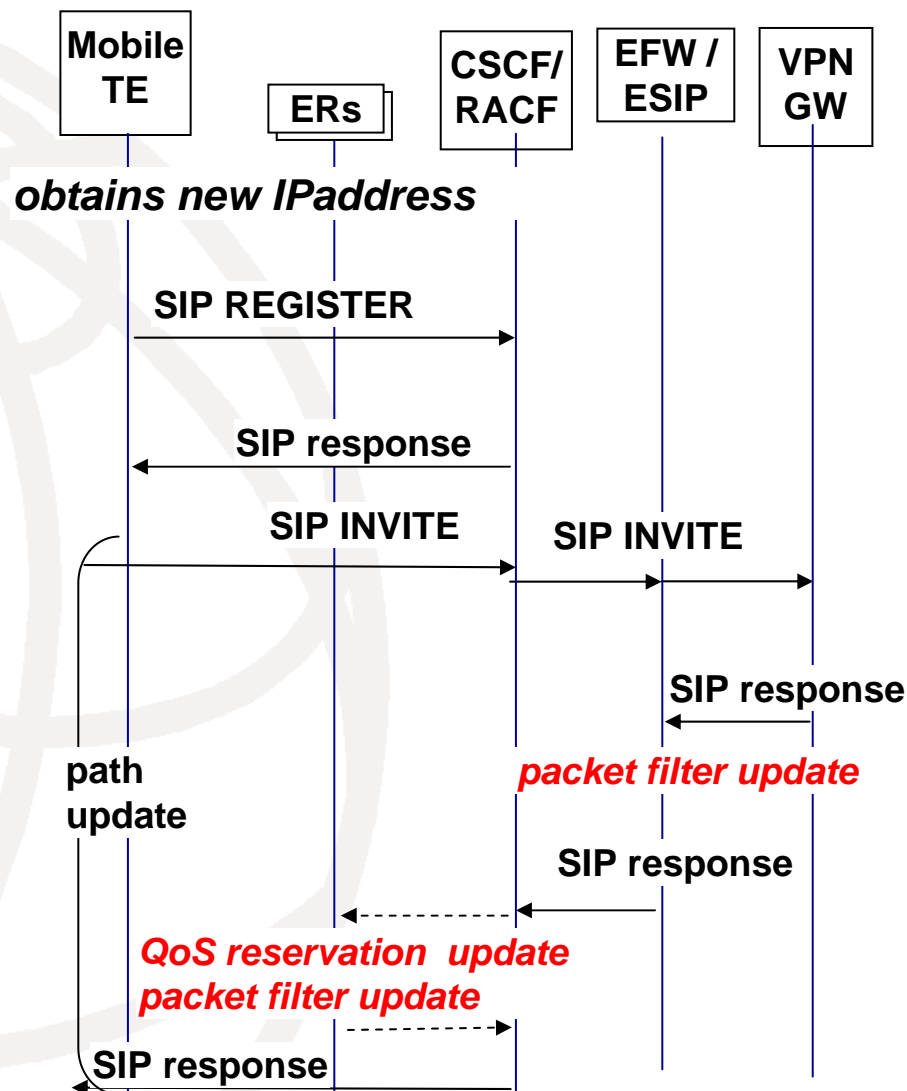 Mobile
TE
ERs
CSCF/
RACF
EFW /
ESIP
VPN
GW
obtains new IPaddress
SIP REGISTER
SIP response
SIP INVITE
SIP INVITE
SIP response
path
update
packet filter update
SIP response
QoS reservation update
packet filter update
SIP response